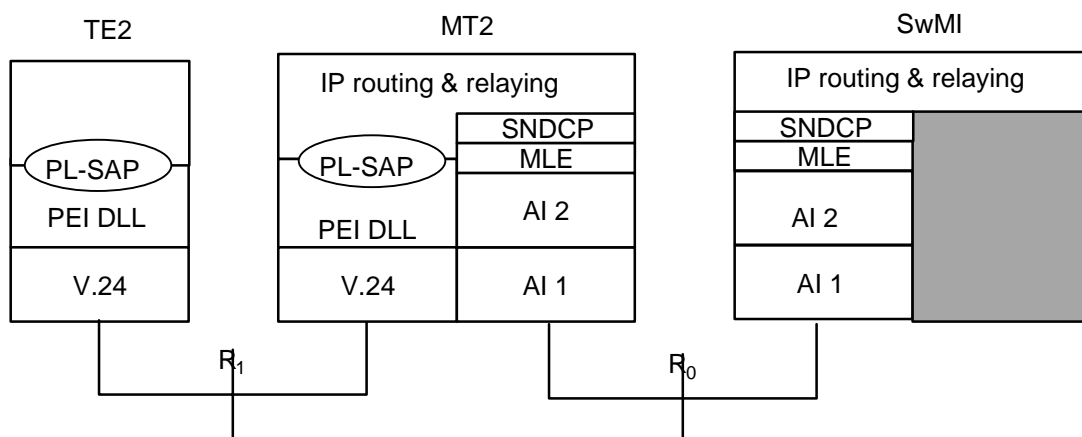 TE2
MT2
SwMI
IP routing & relaying
IP routing & relaying
SNDCP
SNDCP
PL-SAP
PL-SAP
MLE
MLE
PEI DLL
PEI DLL
AI 2
AI 2
V.24
V.24
AI 1
AI 1
R1
R0